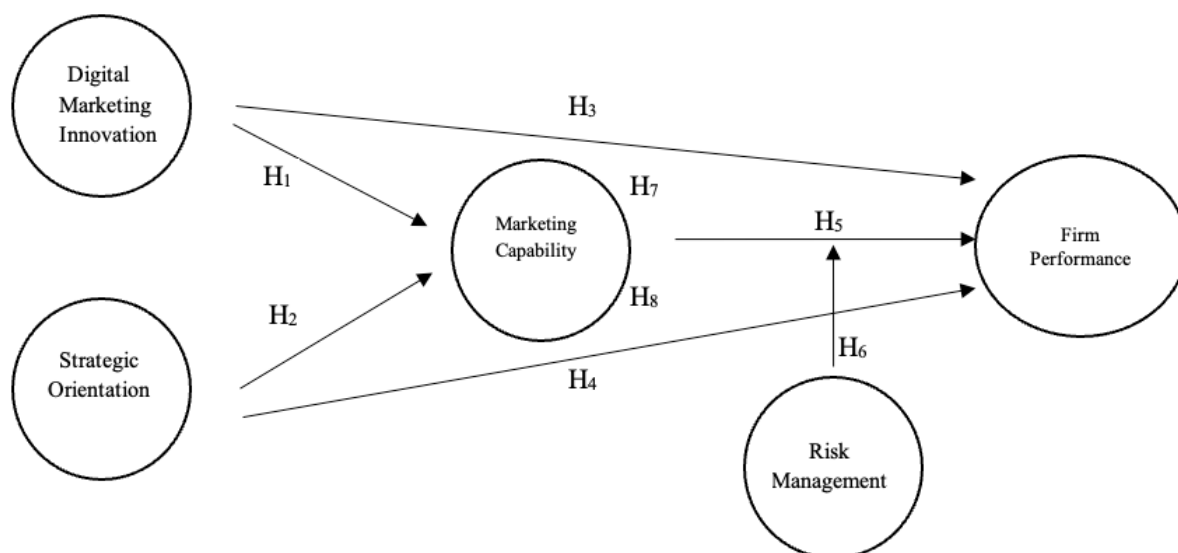 Digital
Marketing
Innovation
H₃
H₁
H₇
Marketing
Capability
H₅
Firm
Performance
H₂
H₈
Strategic
Orientation
H₄
H₆
Risk
Management